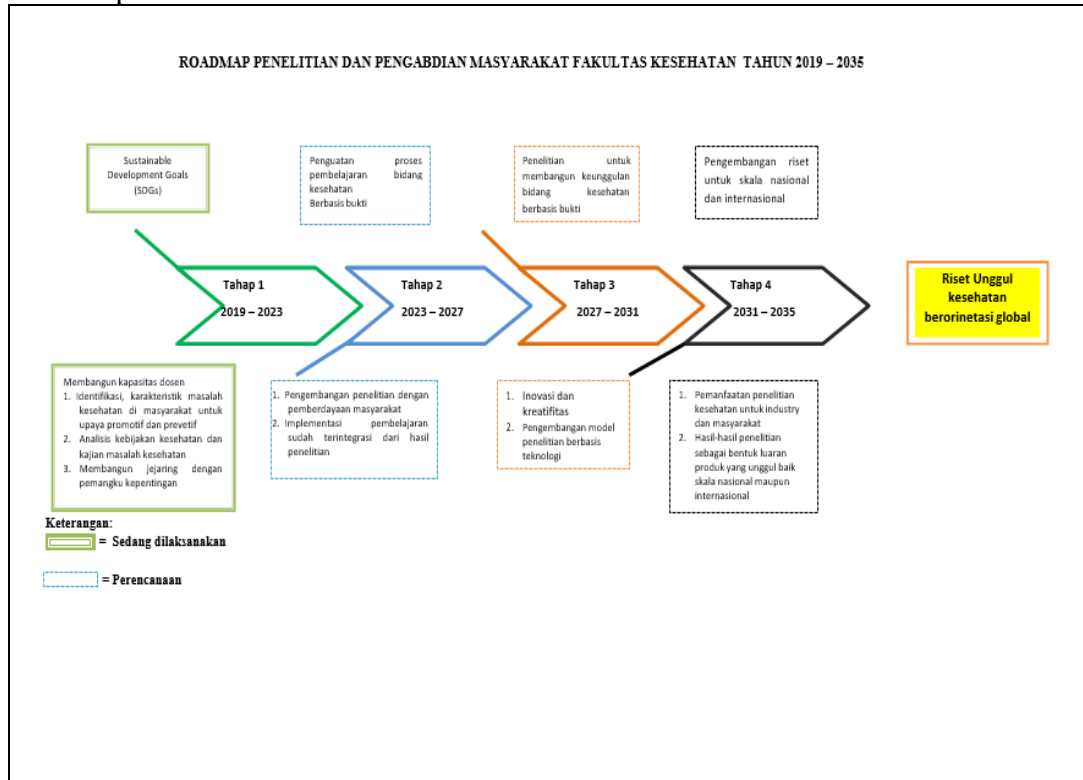 ROADMAP PENELITIAN DAN PENGABDIAN MASYARAKAT FAKULTAS KESEHATAN TAHUN 2019 – 2035
Sustainable
Development Goals
(SDGs)
Penguatan proses
pembelajaran bidang
kesehatan
Berbasis bukti
Penelitian untuk
membangun keunggulan
bidang kesehatan
berbasis bukti
Pengembangan riset
untuk skala nasional
dan internasional
Tahap 1
2019 – 2023
Tahap 2
2023 – 2027
Tahap 3
2027 – 2031
Tahap 4
2031 – 2035
Riset Unggul
kesehatan
berorinetasi global
Membangun kapasitas dosen
1. Identifikasi, karakteristik masalah
kesehatan di masyarakat untuk
upaya promotif dan prevetif
2. Analisis kebijakan kesehatan dan
kajian masalah kesehatan
3. Membangun jejaring dengan
pemangku kepentingan
1. Pengembangan penelitian dengan
pemberdayaan masyarakat
2. Implementasi pembelajaran
sudah terintegrasi dari hasil
penelitian
1. Inovasi dan
kreatifitas
2. Pengembangan model
penelitian berbasis
teknologi
1. Pemanfaatan penelitian
kesehatan untuk industry
dan masyarakat
2. Hasil-hasil penelitian
sebagai bentuk luaran
produk yang unggul baik
skala nasional maupun
internasional
Keterangan:
= Sedang dilaksanakan
= Perencanaan